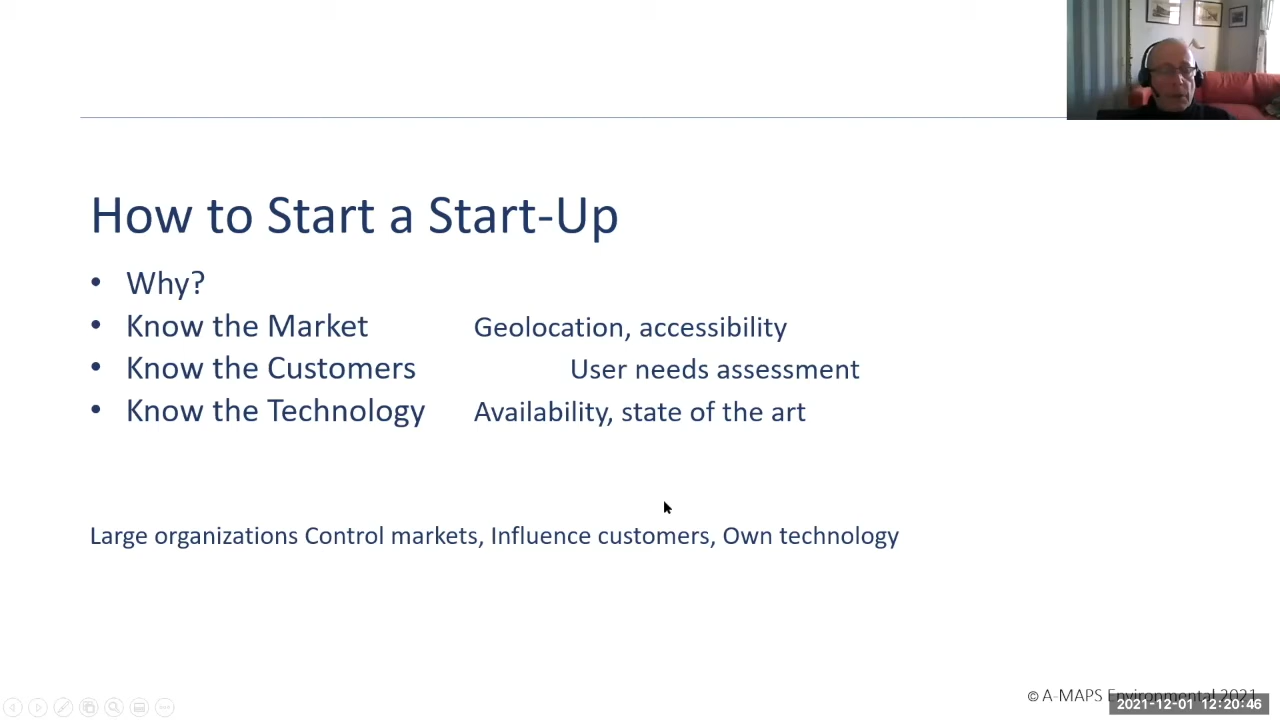 How to Start a Start-Up
• Why?
• Know the Market Geolocation, accessibility
• Know the Customers User needs assessment
• Know the Technology Availability, state of the art
Large organizations Control markets, Influence customers, Own technology
© A-MAPS Environmental 2021
2021-12-01 12:20:46